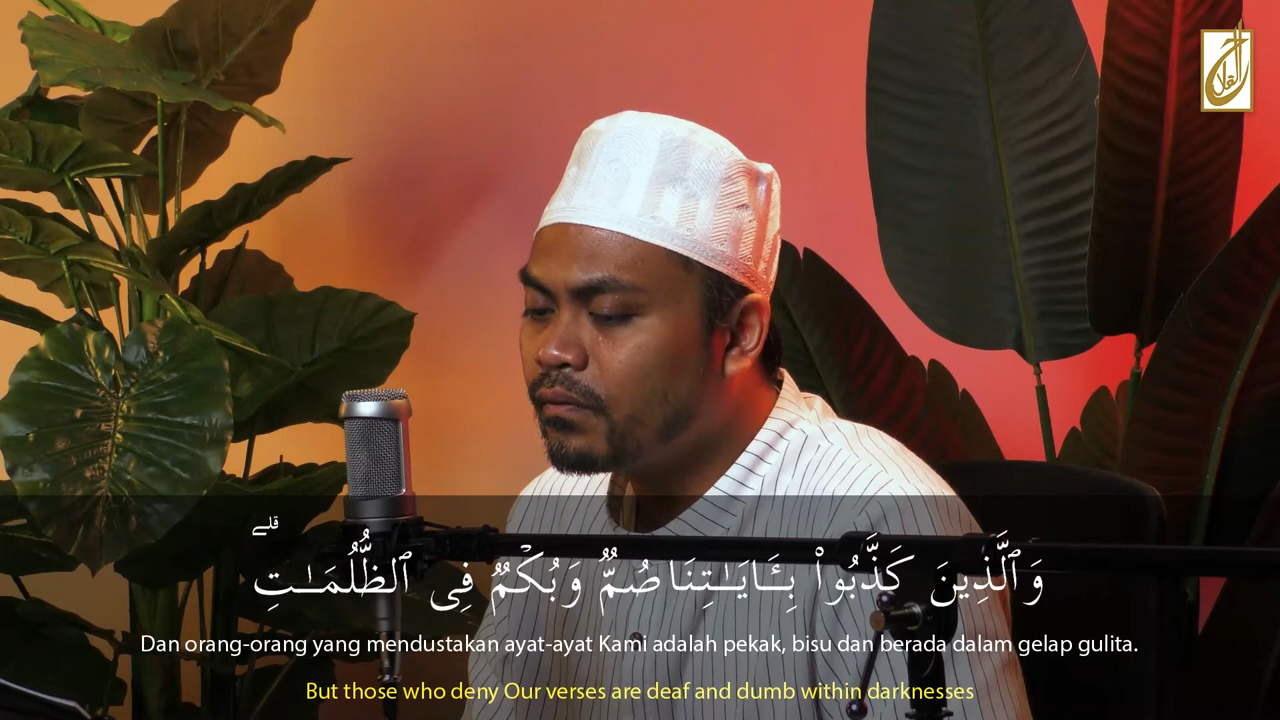 وَٱلَّذِينَ كَذَّبُوا۟ بِـَٔايَـٰتِنَا صُمٌّ وَبُكْمٌ فِى ٱلظُّلُمَـٰتِ ۗ
Dan orang-orang yang mendustakan ayat-ayat Kami adalah pekak, bisu dan berada dalam gelap gulita.
But those who deny Our verses are deaf and dumb within darknesses